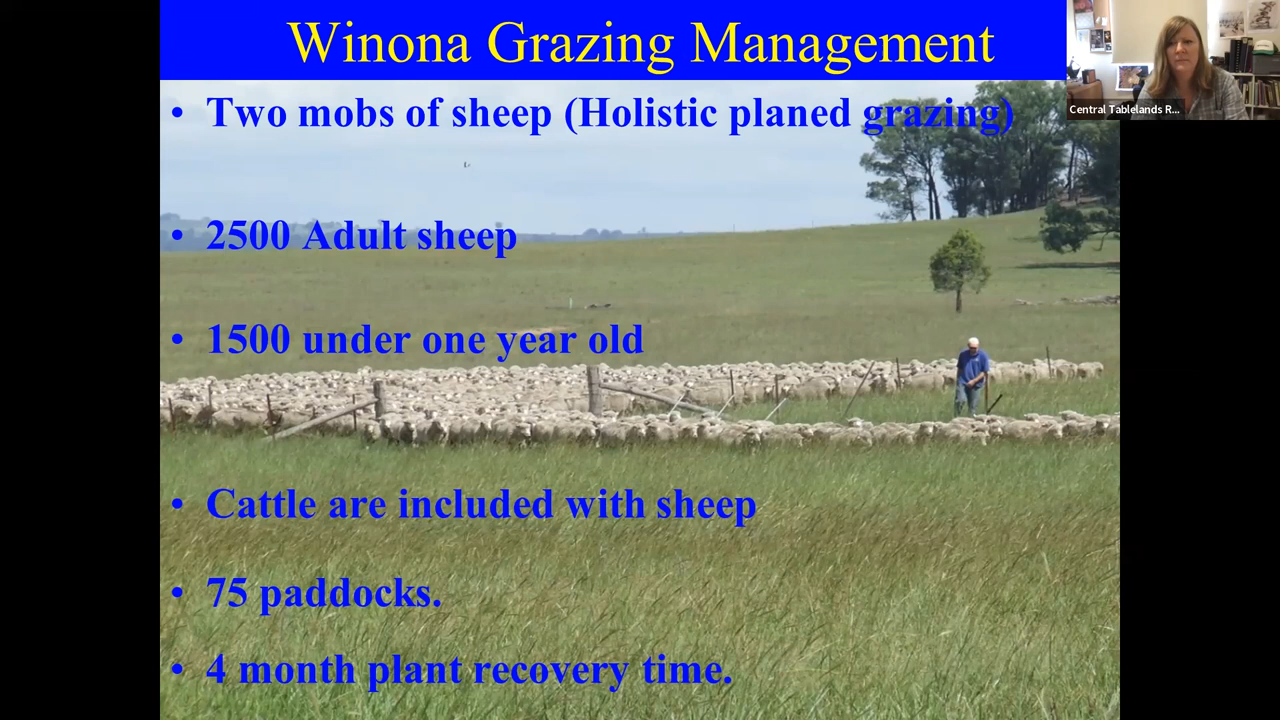 Winona Grazing Management
• Two mobs of sheep (Holistic planed grazing)
• 2500 Adult sheep
• 1500 under one year old
• Cattle are included with sheep
• 75 paddocks.
• 4 month plant recovery time.
Central Tablelands R...